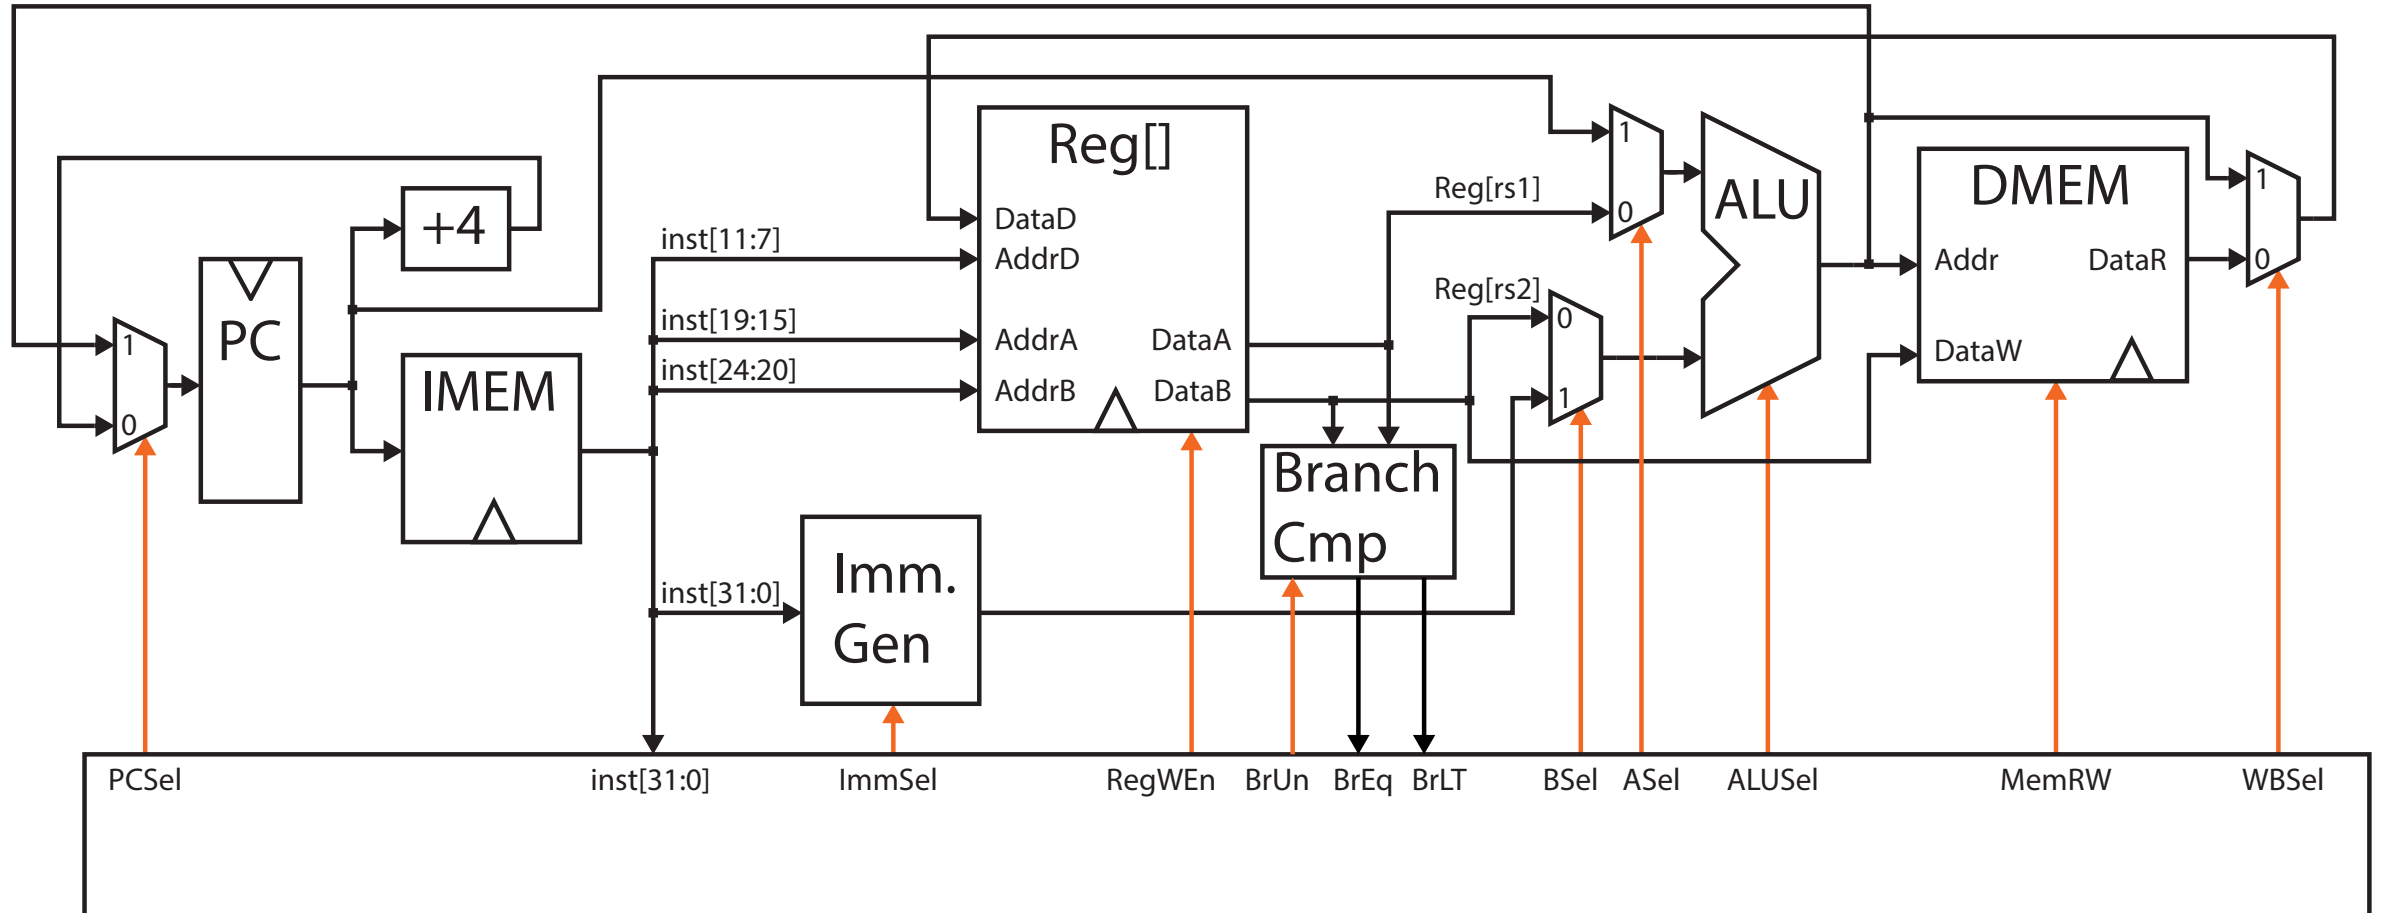 Reg[]
DataD
AddrD
AddrA
AddrB
DataA
DataB
+4
PC
IMEM
inst[11:7]
inst[19:15]
inst[24:20]
inst[31:0]
Imm.
Gen
Reg[rs1]
Reg[rs2]
1
0
1
0
0
1
ALU
Branch
Cmp
DMEM
Addr
DataR
DataW
1
0
PCSel
inst[31:0]
ImmSel
RegWEn
BrUn
BrEq
BrLT
BSel
ASel
ALUSel
MemRW
WBSel